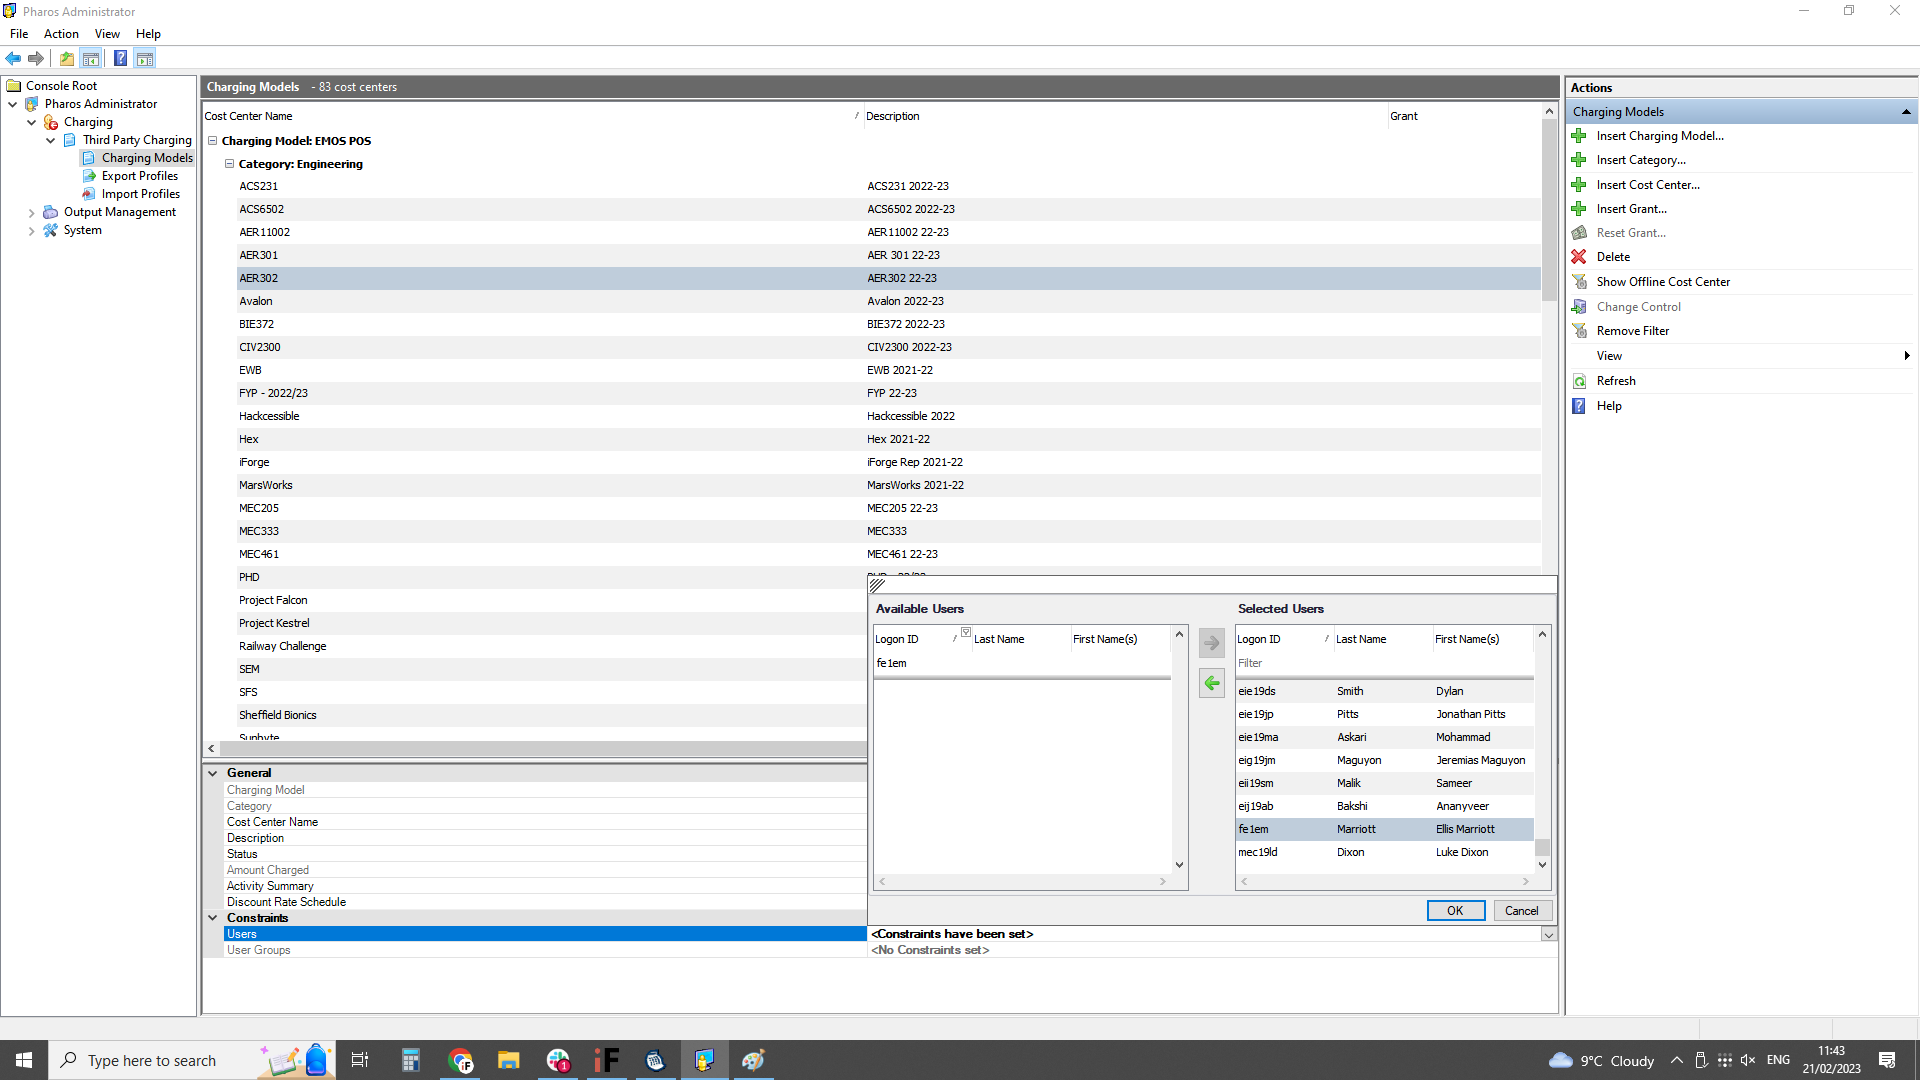 Pharos Administrator
File Action View Help
Console Root
Pharos Administrator
Charging
Third Party Charging
Charging Models
Export Profiles
Import Profiles
Output Management
System
Charging Models - 83 cost centers
Cost Center Name / Description Grant
Charging Model: EMOS POS
Category: Engineering
ACS231 ACS231 2022-23
ACS6502 ACS6502 2022-23
AER11002 AER11002 22-23
AER301 AER 301 22-23
AER302 AER302 22-23
Avalon Avalon 2022-23
BIE372 BIE372 2022-23
CIV2300 CIV2300 2022-23
EWB EWB 2021-22
FYP - 2022/23 FYP 22-23
Hackcessible Hackcessible 2022
Hex Hex 2021-22
iForge iForge Rep 2021-22
MarsWorks MarsWorks 2021-22
MEC205 MEC205 22-23
MEC333 MEC333
MEC461 MEC461 22-23
PHD
Project Falcon
Project Kestrel
Railway Challenge
SEM
SFS
Sheffield Bionics
Sunbyte
General
Charging Model
Category
Cost Center Name
Description
Status
Amount Charged
Activity Summary
Discount Rate Schedule
Constraints
Users <Constraints have been set>
User Groups <No Constraints set>
Available Users
Logon ID / Last Name First Name(s)
fe1em
Selected Users
Logon ID / Last Name First Name(s)
Filter
eie19ds Smith Dylan
eie19jp Pitts Jonathan Pitts
eie19ma Askari Mohammad
eig19jm Maguyon Jeremias Maguyon
eii19sm Malik Sameer
eij19ab Bakshi Ananyveer
fe1em Marriott Ellis Marriott
mec19ld Dixon Luke Dixon
OK Cancel
Actions
Charging Models
Insert Charging Model...
Insert Category...
Insert Cost Center...
Insert Grant...
Reset Grant...
Delete
Show Offline Cost Center
Change Control
Remove Filter
View
Refresh
Help
Type here to search
iF
1
iF
9°C Cloudy
ENG
11:43
21/02/2023